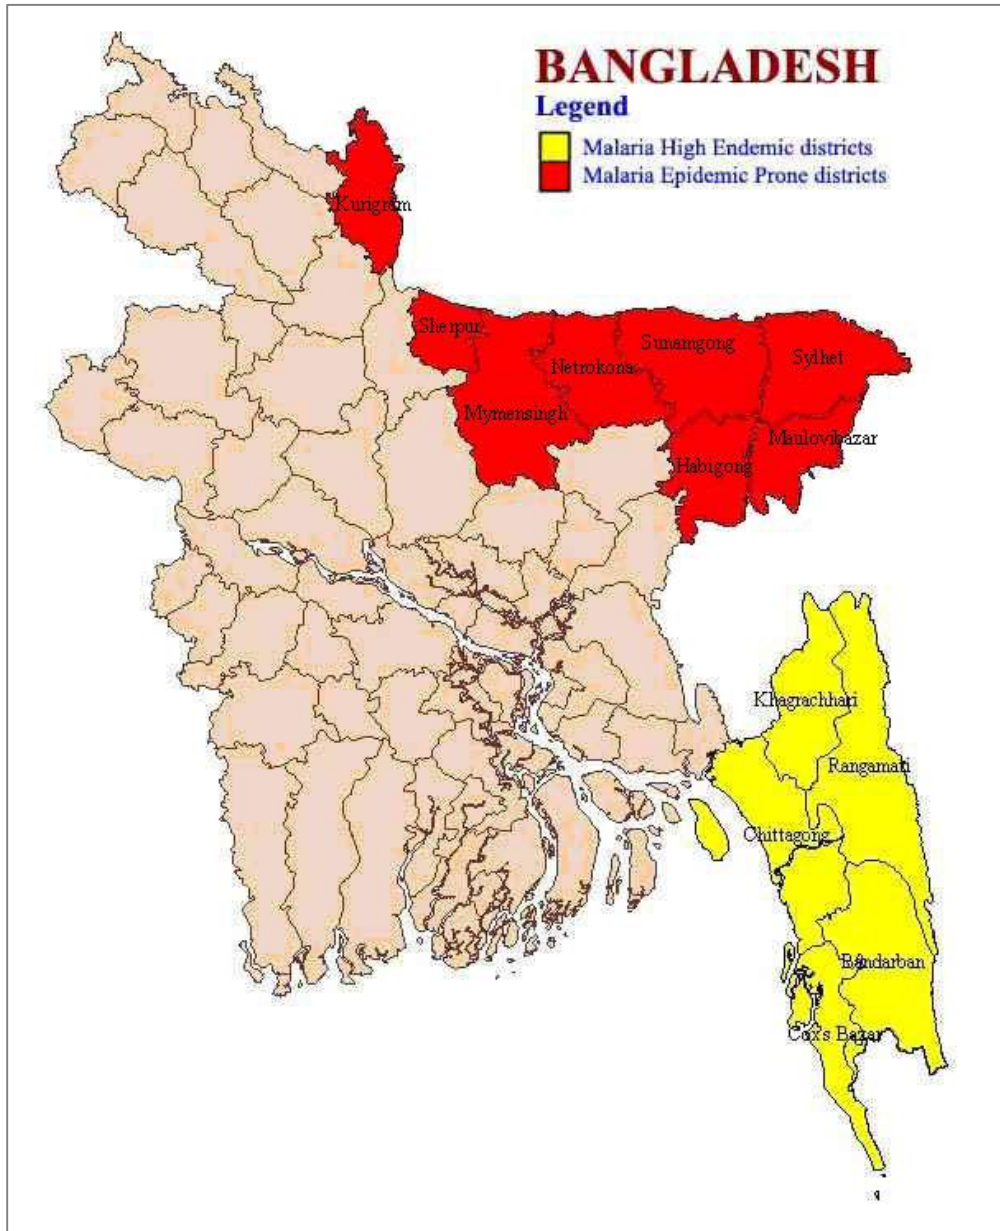 BANGLADESH
Legend
Malaria High Endemic districts
Malaria Epidemic Prone districts
Kurigram
Sherpur
Sunamgong
Sylhet
Netrokona
Mymensingh
Maulovibazar
Habigong
Khagrachhari
Rangamati
Chittagong
Bandarban
Cox's Bazar